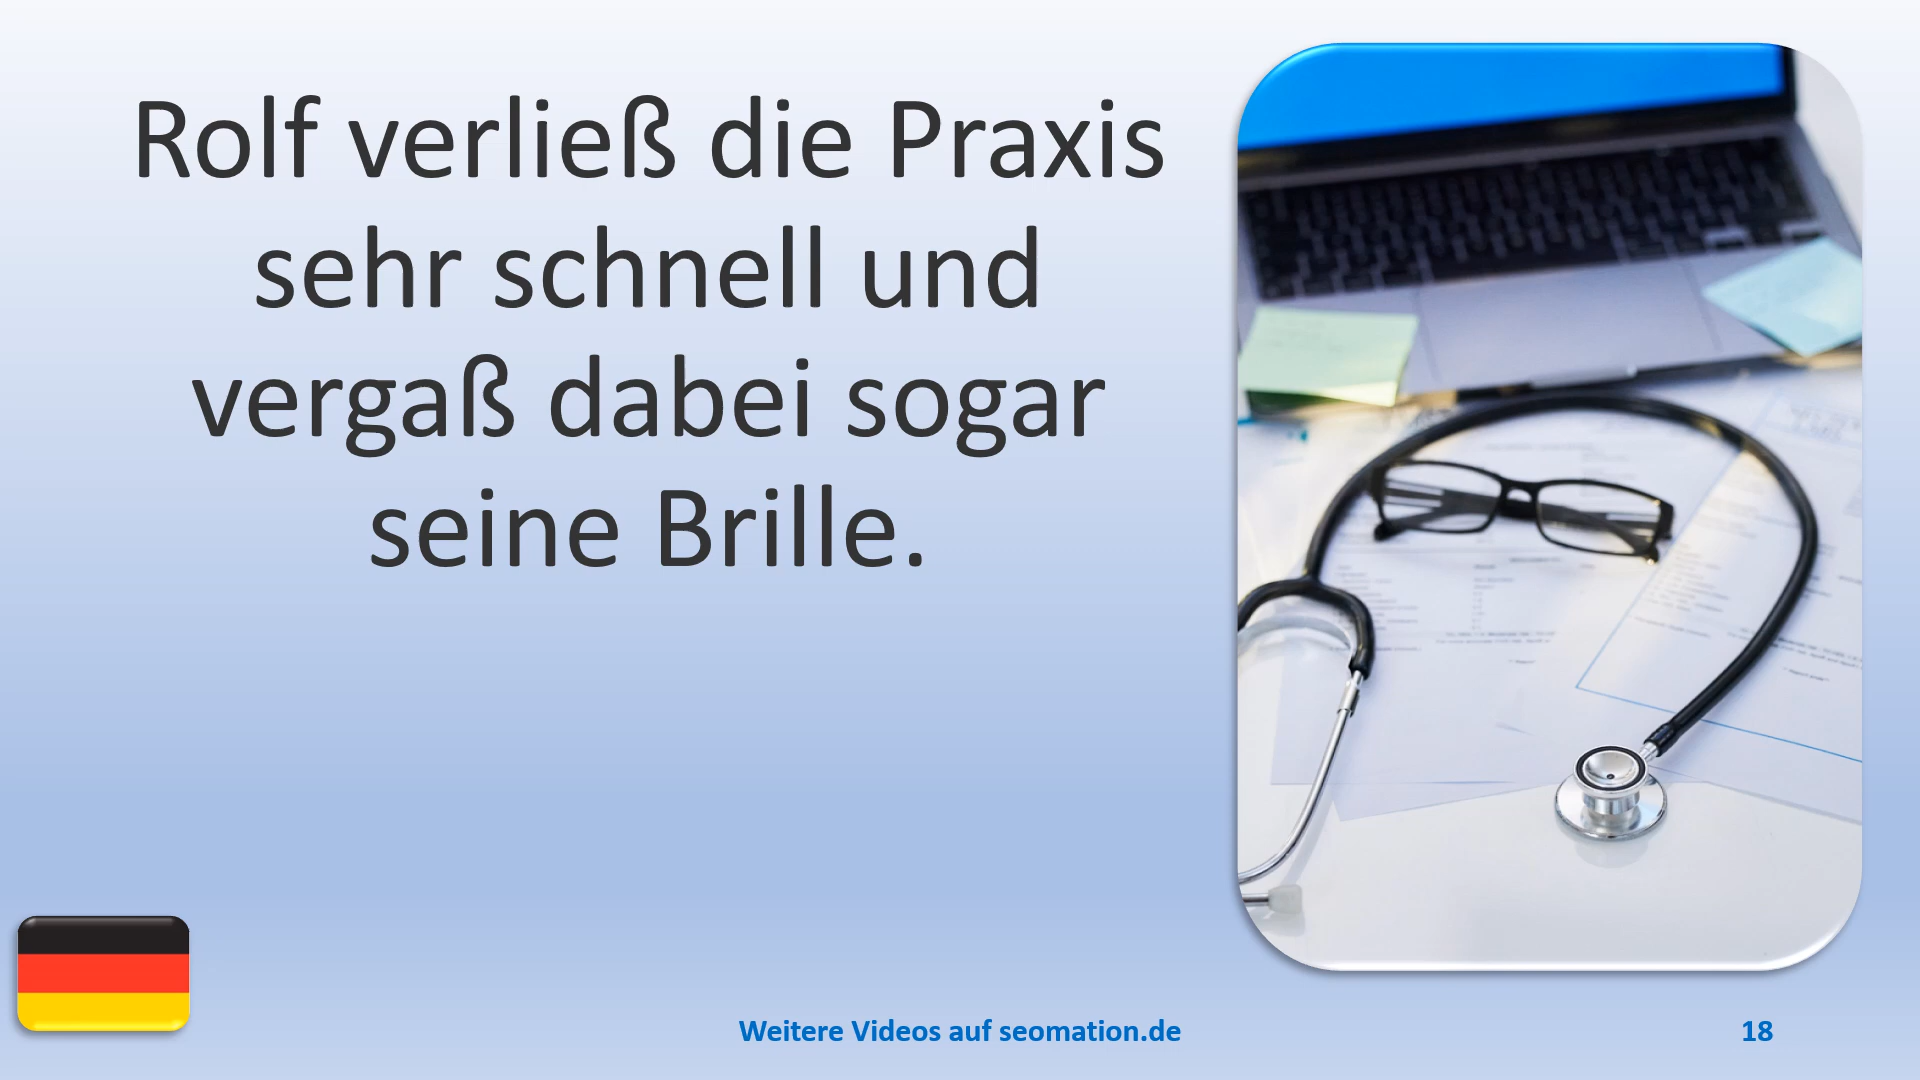 Rolf verließ die Praxis
sehr schnell und
vergaß dabei sogar
seine Brille.
Weitere Videos auf seomation.de
18